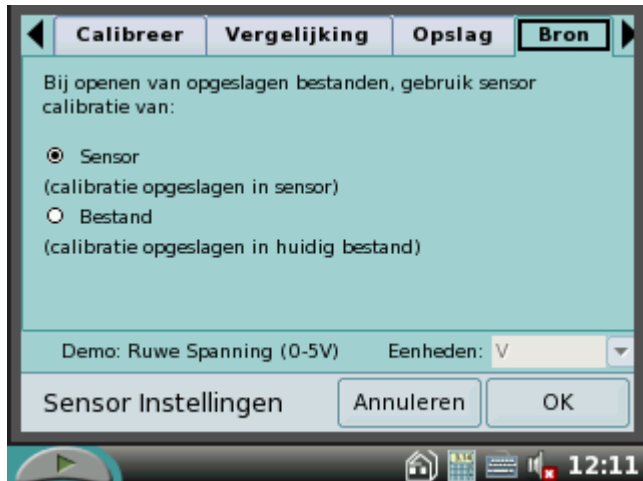 Calibreer Vergelijking Opslag Bron
Bij openen van opgeslagen bestanden, gebruik sensor
calibratie van:
Sensor
(calibratie opgeslagen in sensor)
Bestand
(calibratie opgeslagen in huidig bestand)
Demo: Ruwe Spanning (0-5V) Eenheden: V
Sensor Instellingen Annuleren OK
12:11